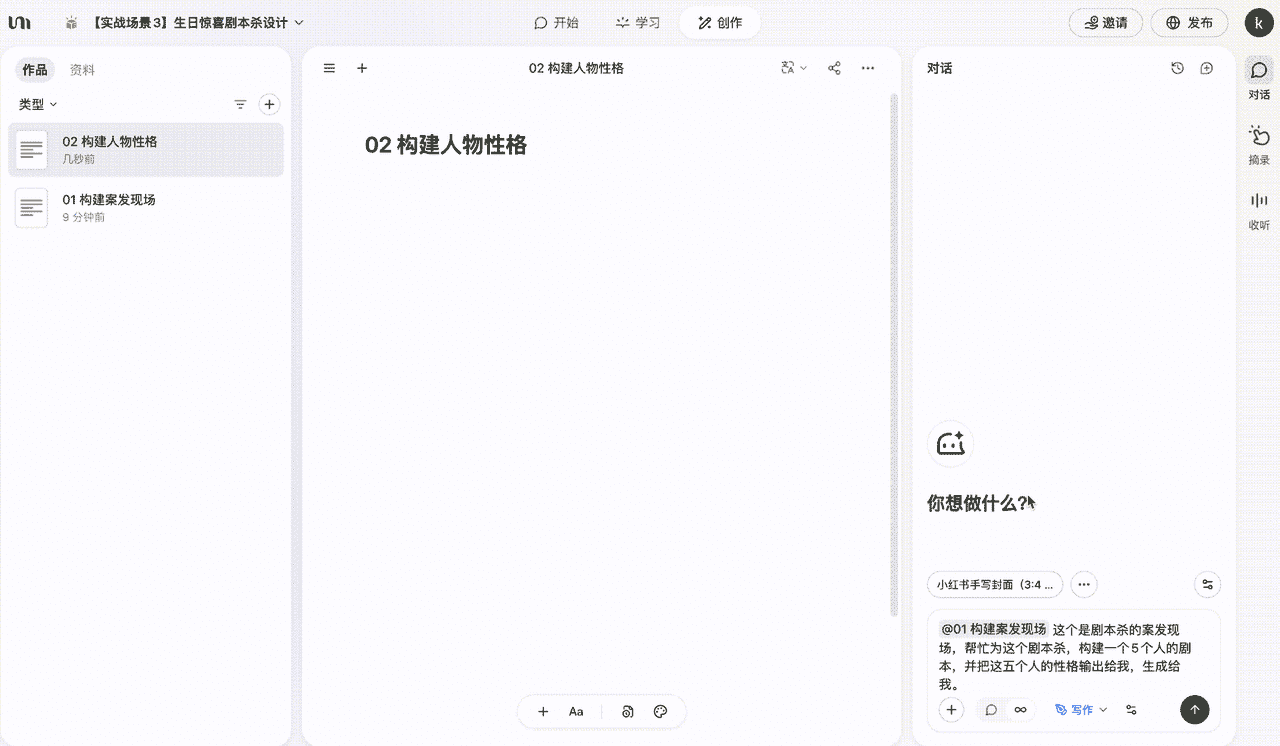 【实战场景 3】生日惊喜剧本杀设计
开始
学习
创作
邀请
发布
k
作品
资料
类型
02 构建人物性格
几秒前
01 构建案发现场
9 分钟前
02 构建人物性格
02 构建人物性格
Aa
对话
你想做什么?
小红书手写封面（3:4 ...
@01 构建案发现场 这个是剧本杀的案发现
场，帮忙为这个剧本杀，构建一个 5 个人的剧
本，并把这五个人的性格输出给我，生成给
我。
写作
对话
摘录
收听